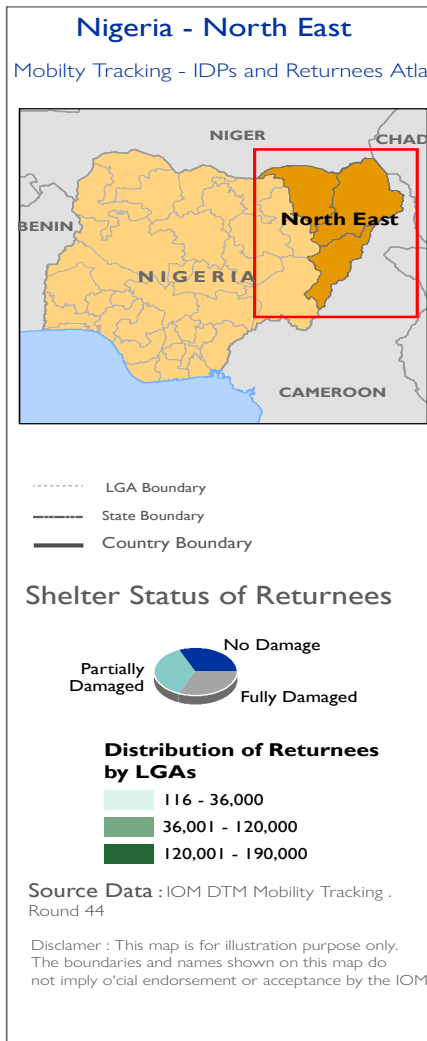 Nigeria - North East
Mobilty Tracking - IDPs and Returnees Atla
NIGER
CHAD
BENIN
North East
NIGERIA
CAMEROON
LGA Boundary
State Boundary
Country Boundary
Shelter Status of Returnees
No Damage
Partially
Damaged
Fully Damaged
Distribution of Returnees
by LGAs
116 - 36,000
36,001 - 120,000
120,001 - 190,000
Source Data : IOM DTM Mobility Tracking .
Round 44
Disclamer : This map is for illustration purpose only.
The boundaries and names shown on this map do
not imply o‘cial endorsement or acceptance by the IOM